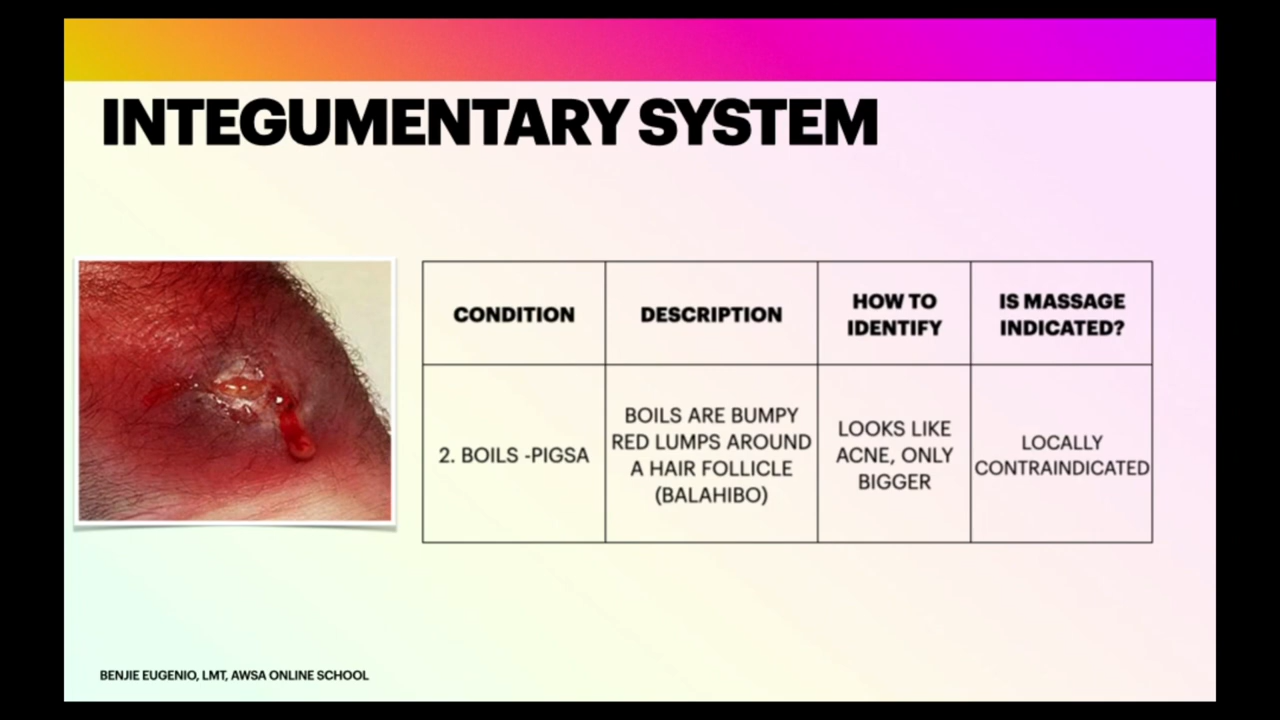 INTEGUMENTARY SYSTEM
CONDITION
DESCRIPTION
HOW TO
IDENTIFY
IS MASSAGE
INDICATED?
2. BOILS -PIGSA
BOILS ARE BUMPY
RED LUMPS AROUND
A HAIR FOLLICLE
(BALAHIBO)
LOOKS LIKE
ACNE, ONLY
BIGGER
LOCALLY
CONTRAINDICATED
BENJIE EUGENIO, LMT, AWSA ONLINE SCHOOL